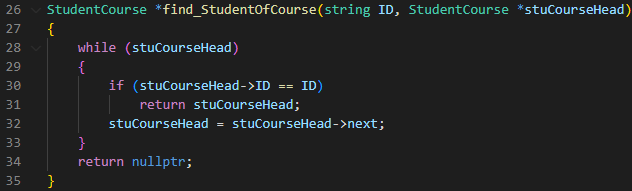 26 StudentCourse *find_StudentOfCourse(string ID, StudentCourse *stuCourseHead)
27 {
28     while (stuCourseHead)
29     {
30         if (stuCourseHead->ID == ID)
31             return stuCourseHead;
32         stuCourseHead = stuCourseHead->next;
33     }
34     return nullptr;
35 }